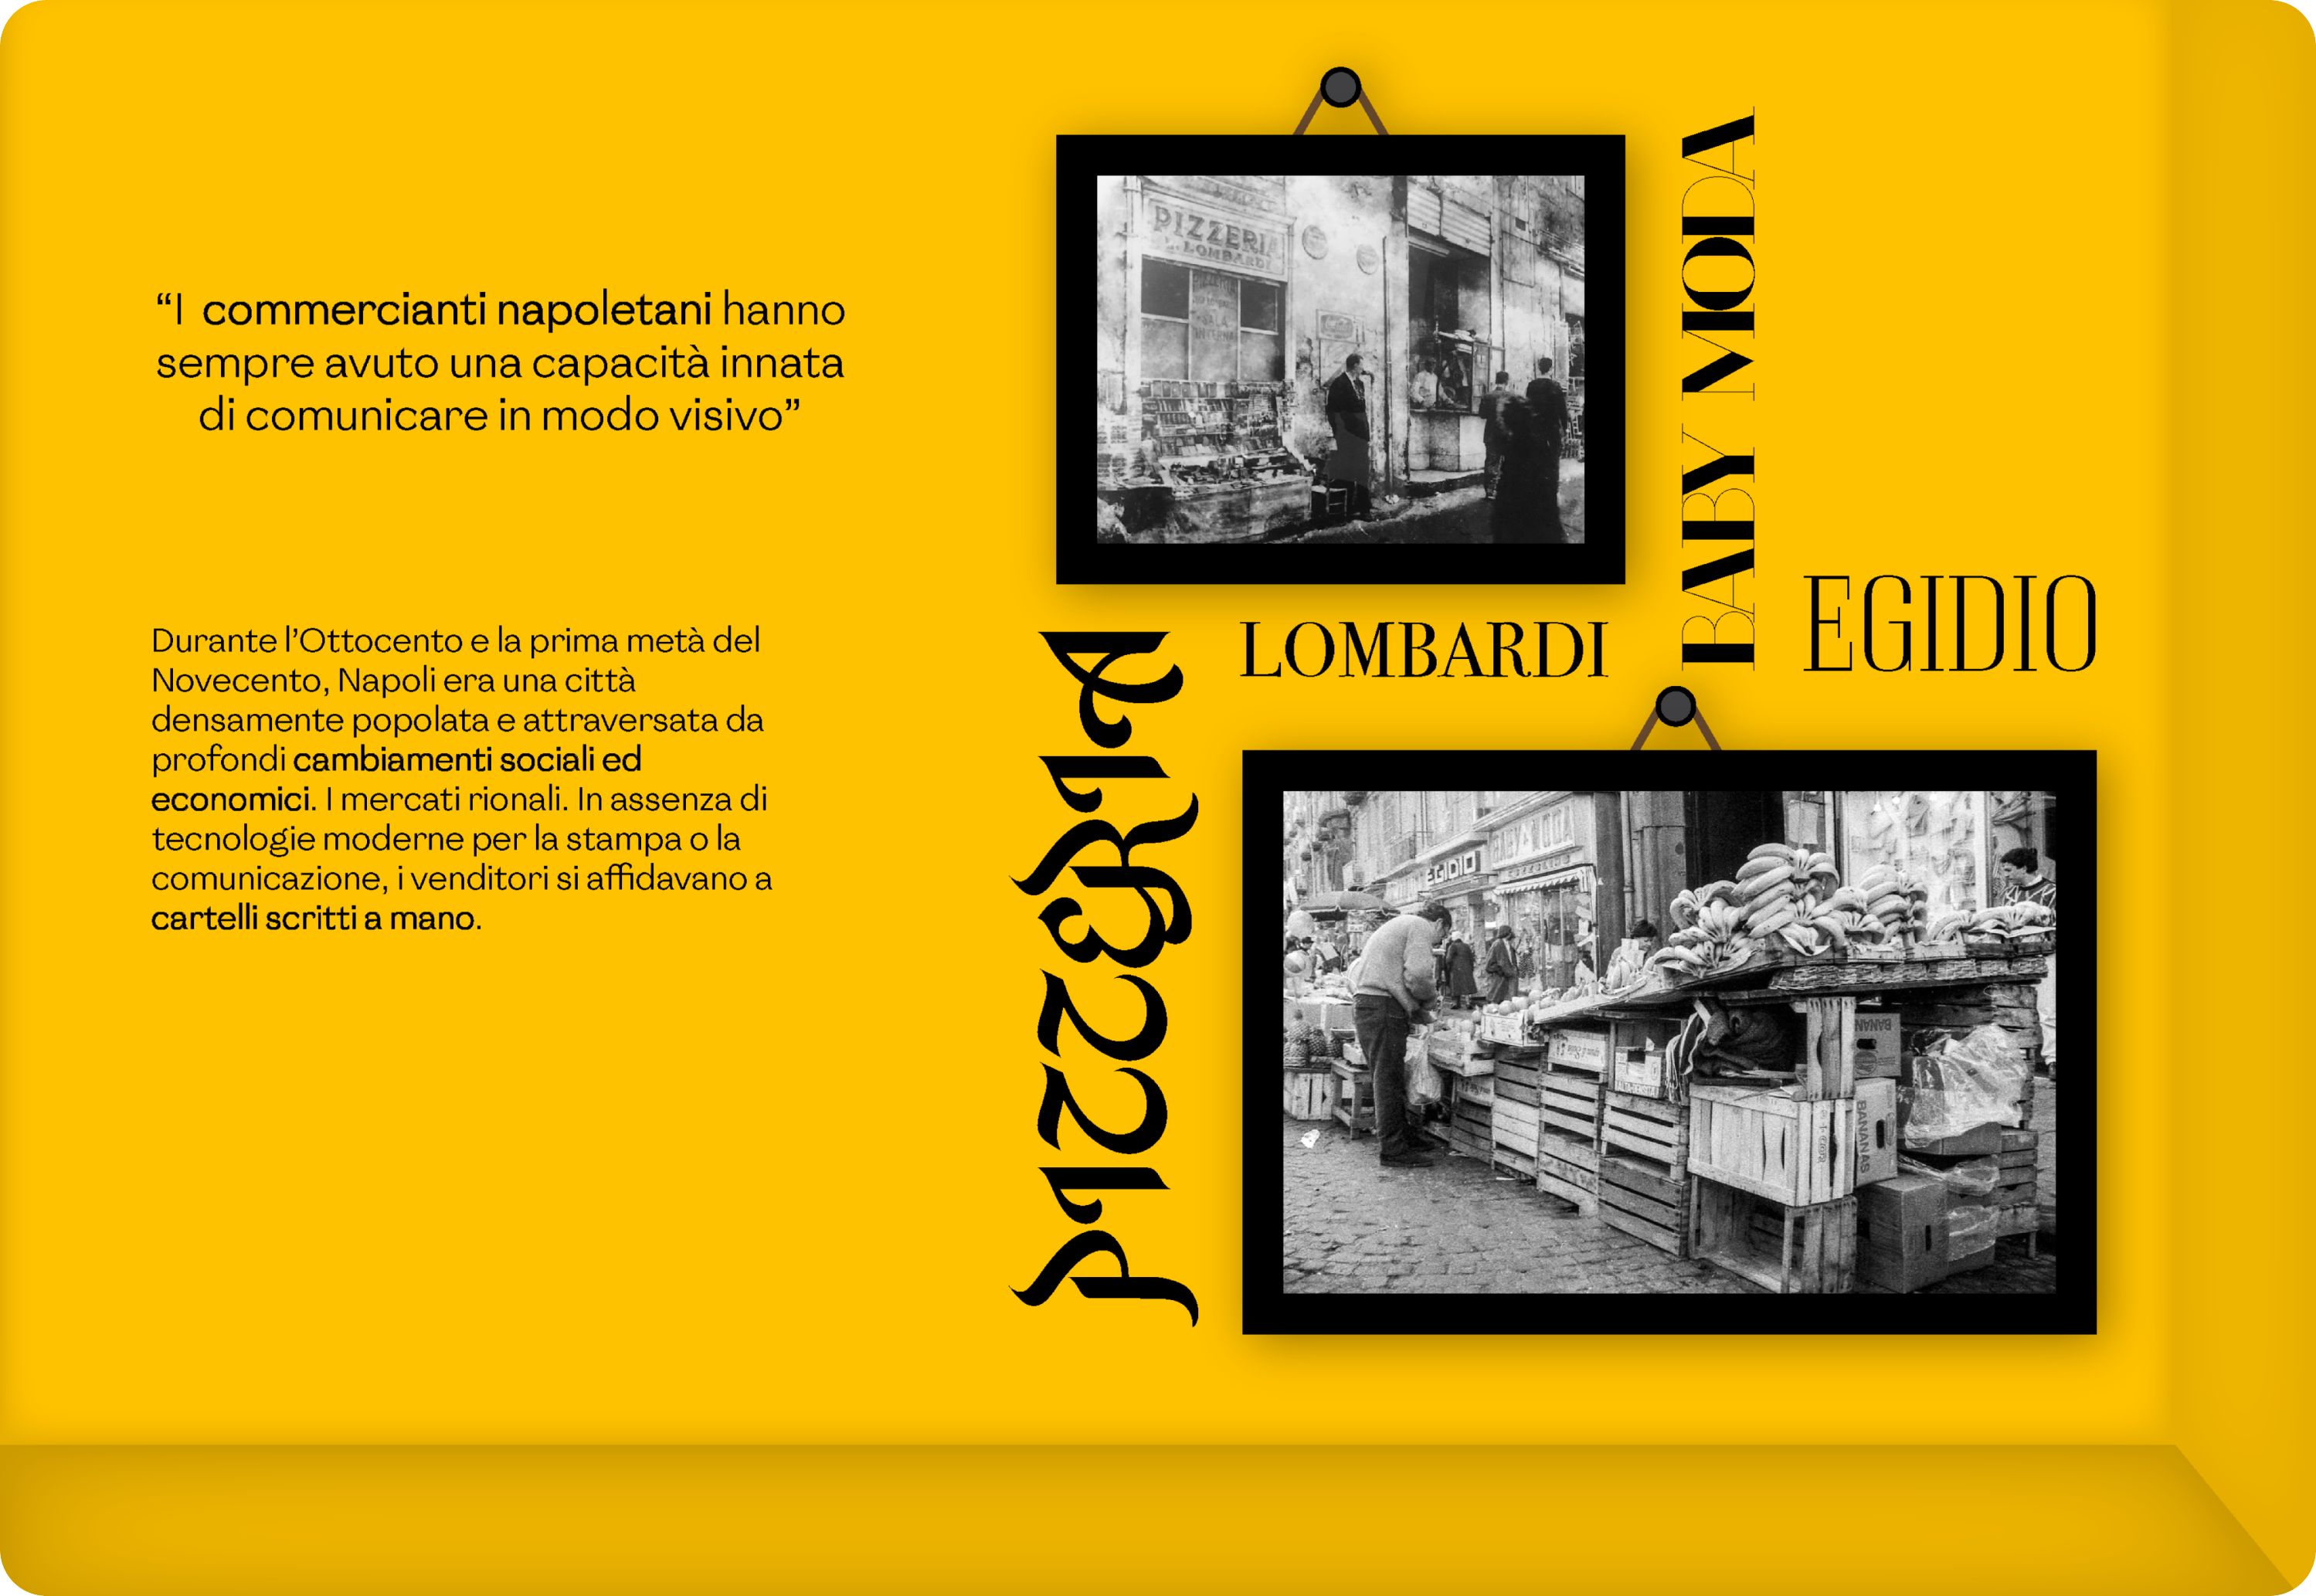 “I commercianti napoletani hanno
sempre avuto una capacità innata
di comunicare in modo visivo”
Durante l’Ottocento e la prima metà del
Novecento, Napoli era una città
densamente popolata e attraversata da
profondi cambiamenti sociali ed
economici. I mercati rionali. In assenza di
tecnologie moderne per la stampa o la
comunicazione, i venditori si affidavano a
cartelli scritti a mano.
PIZZERIA
LOMBARDI
BABY MODA
EGIDIO
PIZZERIA
LOMBARDI
EGIDIO
BANAN
BANANAS